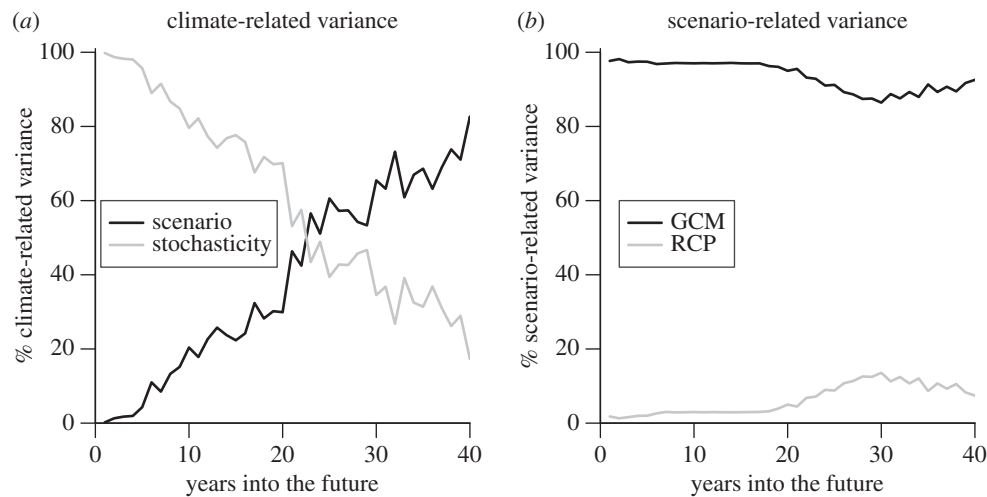 (a) climate-related variance
% climate-related variance
100
80
60
40
20
0
scenario
stochasticity
0 10 20 30 40
years into the future
(b) scenario-related variance
% scenario-related variance
100
80
60
40
20
0
GCM
RCP
0 10 20 30 40
years into the future